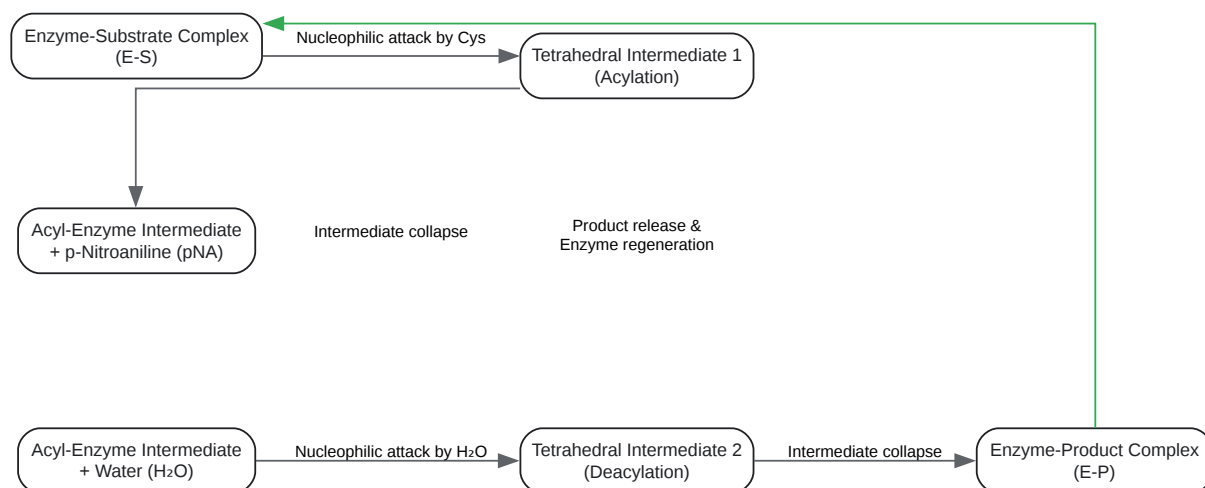 Enzyme-Substrate Complex
(E-S)
Nucleophilic attack by Cys
Tetrahedral Intermediate 1
(Acylation)
Acyl-Enzyme Intermediate
+ p-Nitroaniline (pNA)
Intermediate collapse
Product release &
Enzyme regeneration
Acyl-Enzyme Intermediate
+ Water (H₂O)
Nucleophilic attack by H₂O
Tetrahedral Intermediate 2
(Deacylation)
Intermediate collapse
Enzyme-Product Complex
(E-P)